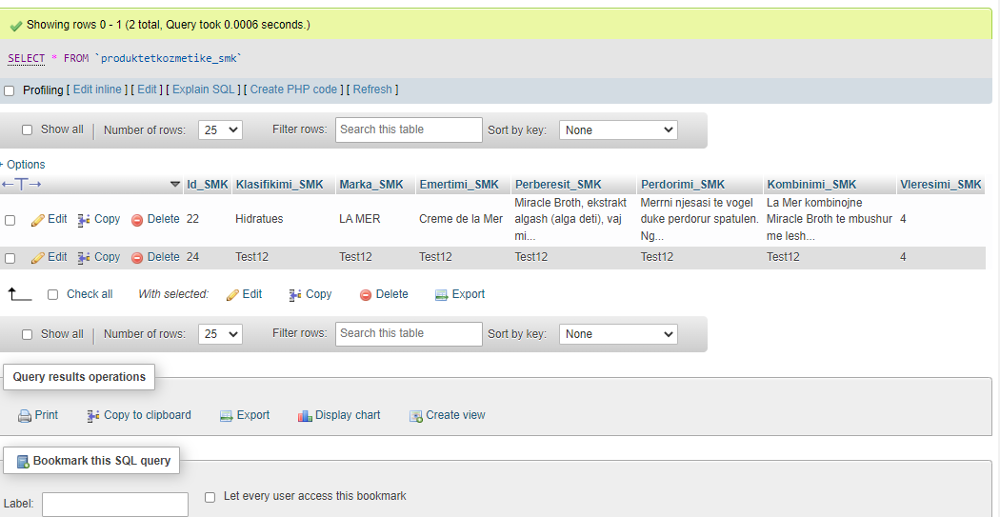 Showing rows 0 - 1 (2 total, Query took 0.0006 seconds.)
SELECT * FROM `produktetkozmetike_smk`
Profiling [ Edit inline ] [ Edit ] [ Explain SQL ] [ Create PHP code ] [ Refresh ]
Show all | Number of rows: 25 Filter rows: Search this table Sort by key: None
+ Options
←T→ Id_SMK Klasifikimi_SMK Marka_SMK Emertimi_SMK Perberesit_SMK Perdorimi_SMK Kombinimi_SMK Vleresimi_SMK
Miracle Broth, ekstrakt Merrni njesasi te vogel La Mer kombinojne
Edit Copy Delete 22 Hidratues LA MER Creme de la Mer algash (alga deti), vaj duke perdorur spatulen. Miracle Broth te mbushur 4
mi... Ng... me lesh...
Edit Copy Delete 24 Test12 Test12 Test12 Test12 Test12 Test12 4
Check all With selected: Edit Copy Delete Export
Show all | Number of rows: 25 Filter rows: Search this table Sort by key: None
Query results operations
Print Copy to clipboard Export Display chart Create view
Bookmark this SQL query
Label: Let every user access this bookmark